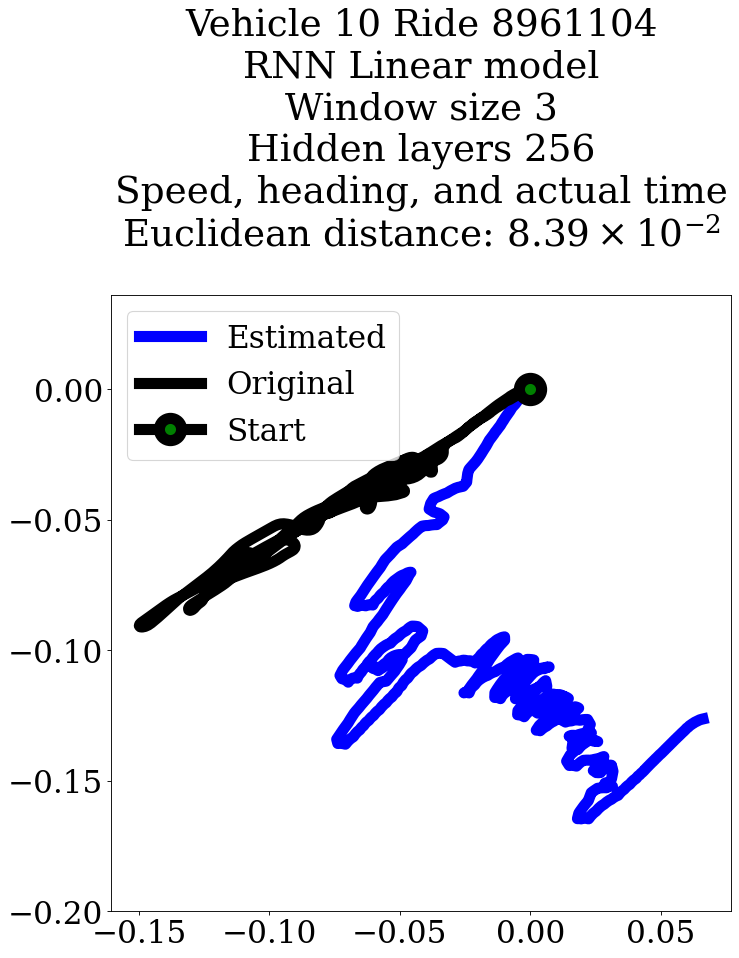 Vehicle 10 Ride 8961104
RNN Linear model
Window size 3
Hidden layers 256
Speed, heading, and actual time
Euclidean distance: 8.39 × 10⁻²
Estimated
Original
Start
0.00
−0.05
−0.10
−0.15
−0.20
−0.15 −0.10 −0.05 0.00 0.05